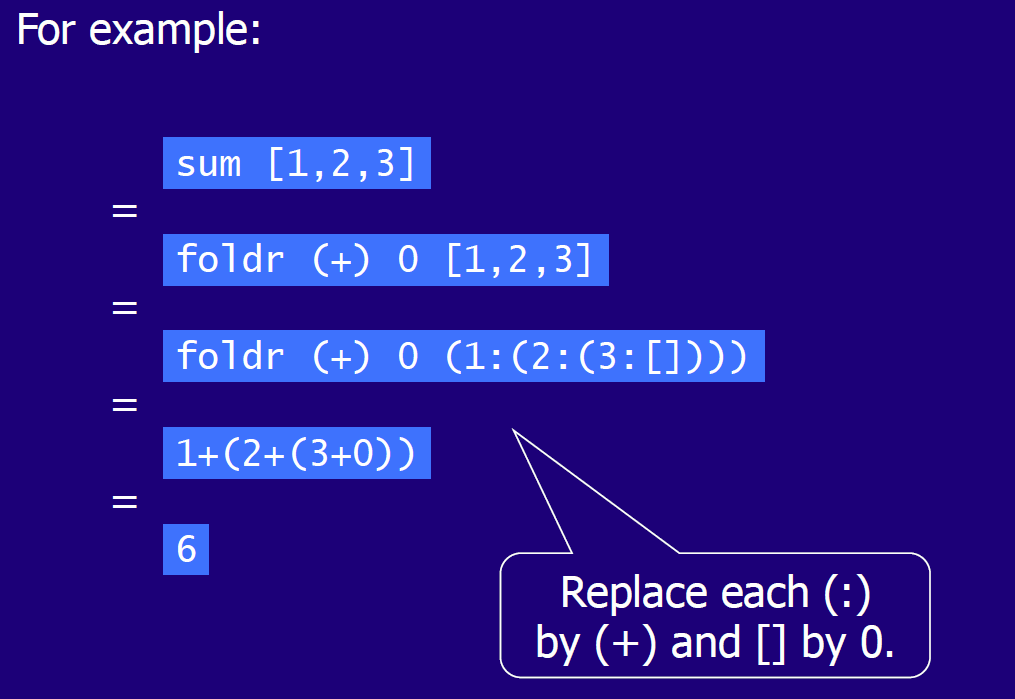 For example:
sum [1,2,3]
=
foldr (+) 0 [1,2,3]
=
foldr (+) 0 (1:(2:(3:[])))
=
1+(2+(3+0))
=
6
Replace each (:)
by (+) and [] by 0.